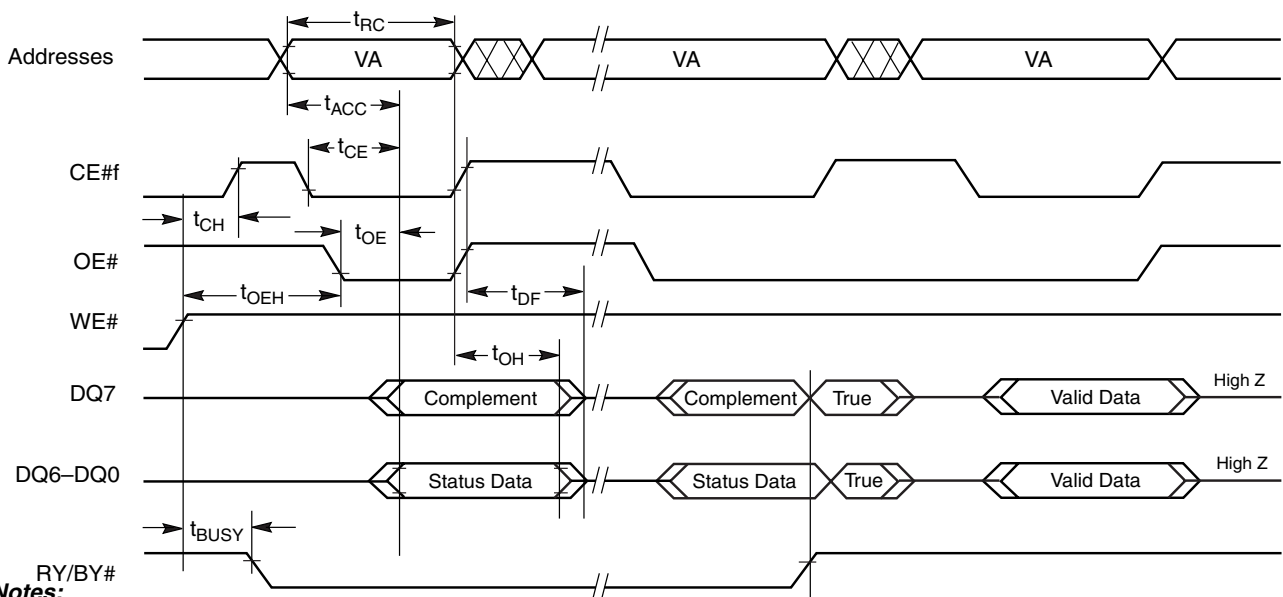 tRC
Addresses VA VA VA
tACC
tCE
CE#f
tCH
tOE
OE#
tOEH
tDF
WE#
tOH
DQ7 Complement Complement True Valid Data High Z
DQ6–DQ0 Status Data Status Data True Valid Data High Z
tBUSY
RY/BY#
Notes: